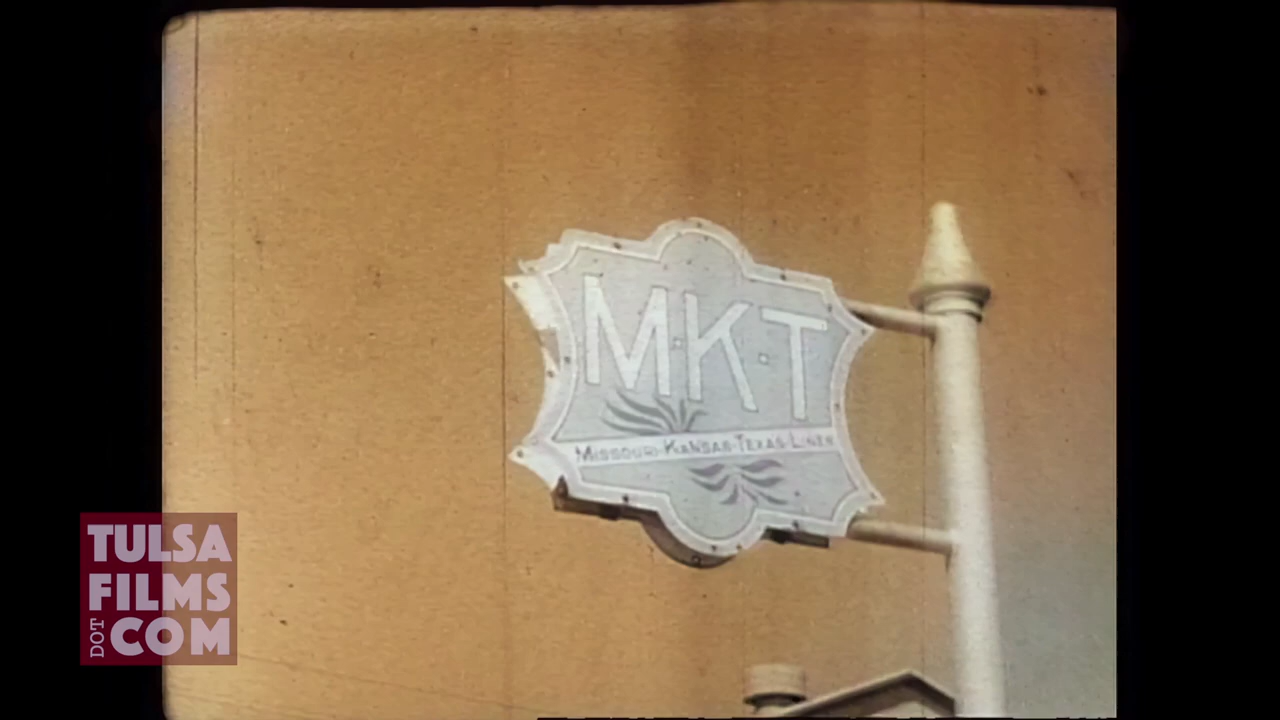 M·K·T
MISSOURI·KANSAS·TEXAS·LINES
TULSA
FILMS
DOT COM